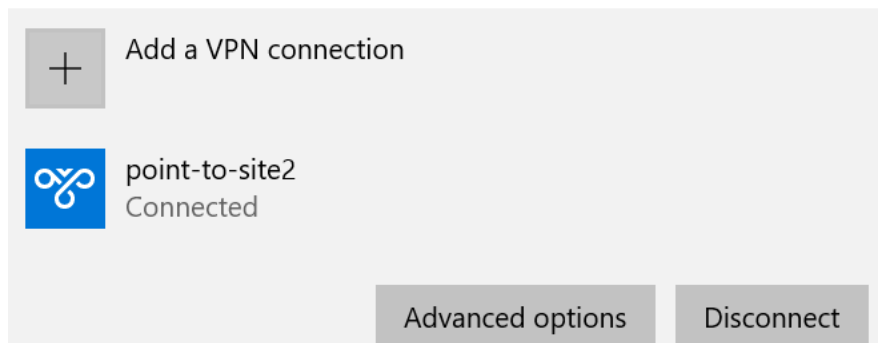 Add a VPN connection
point-to-site2
Connected
Advanced options
Disconnect